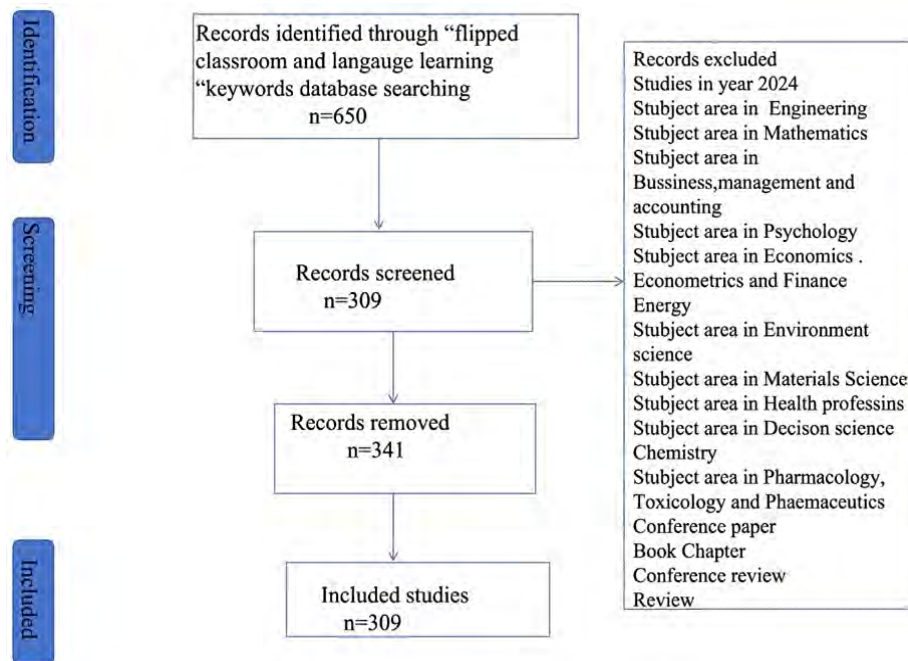 Identification
Records identified through “flipped
classroom and langauge learning
“keywords database searching
n=650
Screening
Records screened
n=309
Records removed
n=341
Included
Included studies
n=309
Records excluded
Studies in year 2024
Stubject area in Engineering
Stubject area in Mathematics
Stubject area in
Bussiness,management and
accounting
Stubject area in Psychology
Stubject area in Economics .
Econometrics and Finance
Energy
Stubject area in Environment
science
Stubject area in Materials Science
Stubject area in Health professins
Stubject area in Decison science
Chemistry
Stubject area in Pharmacology,
Toxicology and Phaemaceutics
Conference paper
Book Chapter
Conference review
Review